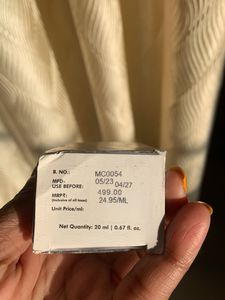 B. NO.: MC0054
MFD: 05/23
USE BEFORE: 04/27
MRP₹: 499.00
(Inclusive of all taxes)
Unit Price/ml: 24.95/ML
Net Quantity: 20 ml | 0.67 fl. oz.